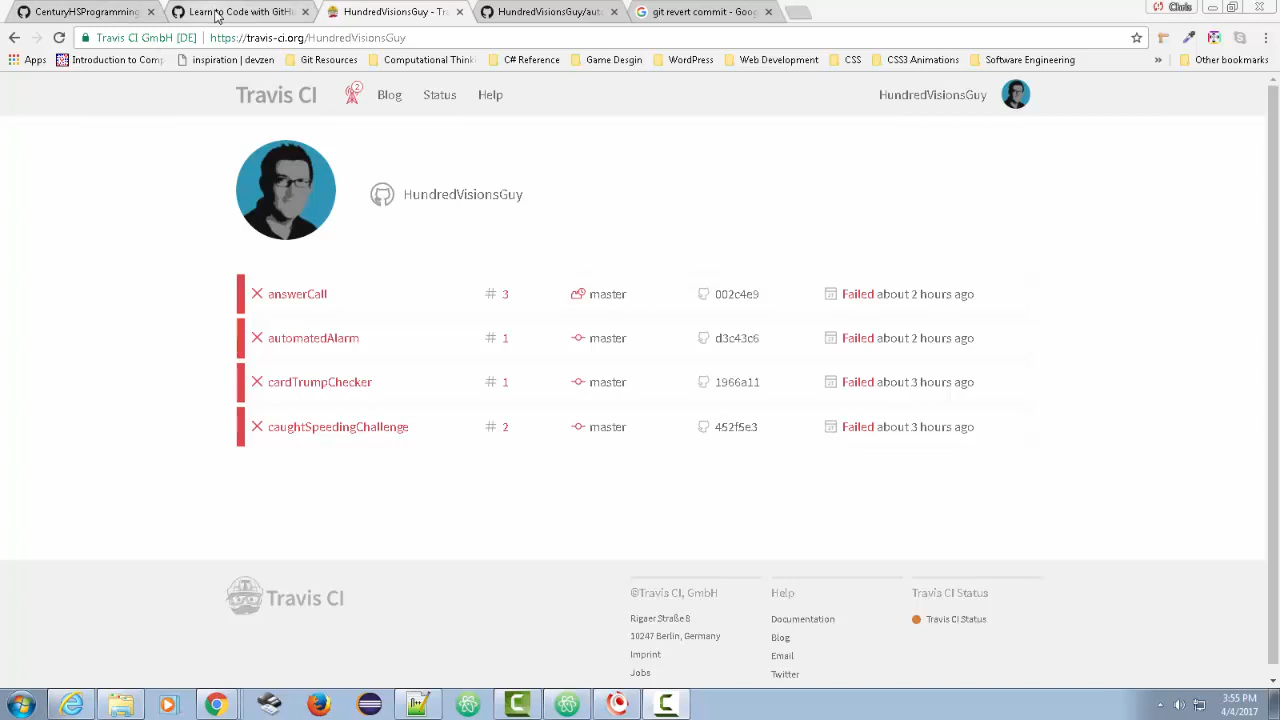 CenturyHSProgramming
Learning Code with GitHu
HundredVisionsGuy - Tra
HundredVisionsGuy/auto
git revert commit - Goog
Chris
Travis CI GmbH [DE] https://travis-ci.org/HundredVisionsGuy
Apps Introduction to Comp inspiration | devzen Git Resources Computational Think C# Reference Game Desgin WordPress Web Development CSS CSS3 Animations Software Engineering » Other bookmarks
Travis CI 2 Blog Status Help HundredVisionsGuy
HundredVisionsGuy
answerCall # 3 master 002c4e9 Failed about 2 hours ago
automatedAlarm # 1 master d3c43c6 Failed about 2 hours ago
cardTrumpChecker # 1 master 1966a11 Failed about 3 hours ago
caughtSpeedingChallenge # 2 master 452f5e3 Failed about 3 hours ago
Travis CI
@Travis CI, GmbH
Rigaer Straße 8
10247 Berlin, Germany
Imprint
Jobs
Help
Documentation
Blog
Email
Twitter
Travis CI Status
Travis CI Status
3:55 PM
4/4/2017